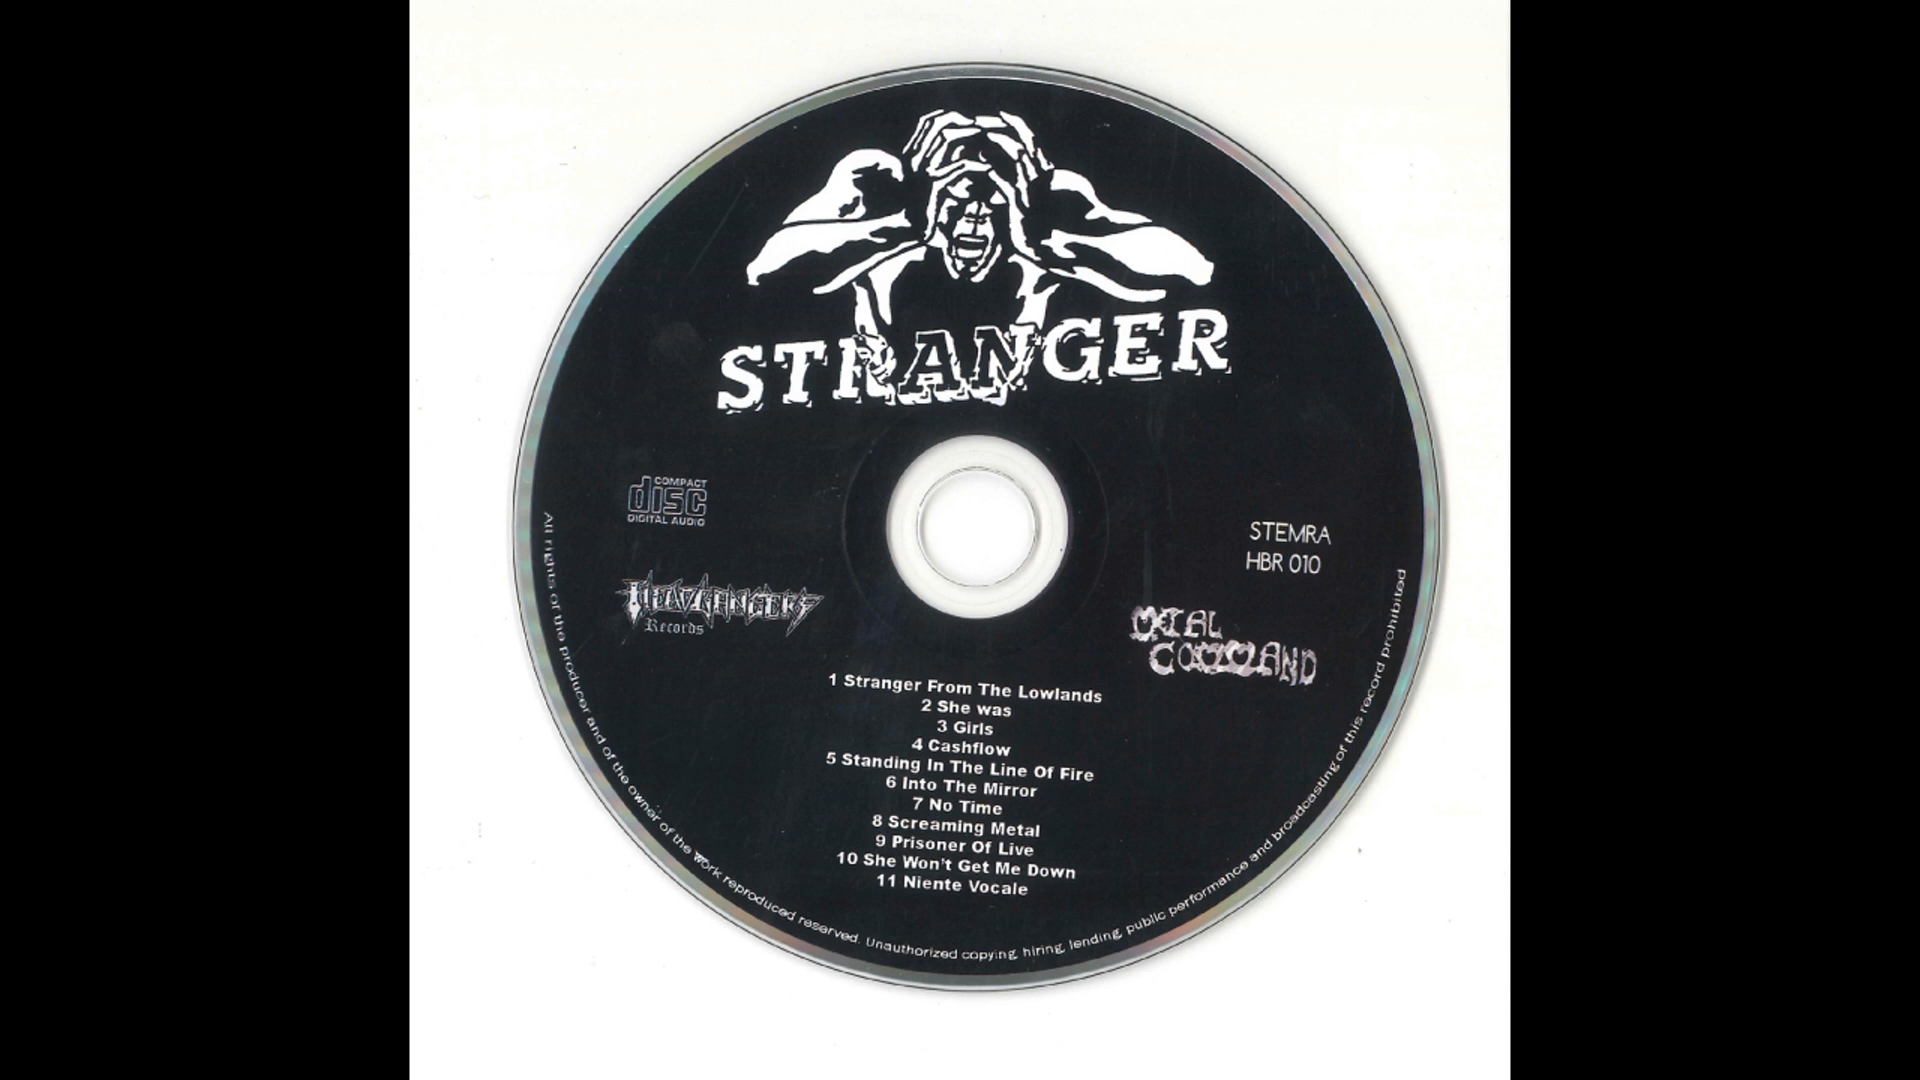 STRANGER
COMPACT
disc
DIGITAL AUDIO
STEMRA
HBR 010
HEADBANGERS
Records
METAL
COMMAND
1 Stranger From The Lowlands
2 She was
3 Girls
4 Cashflow
5 Standing In The Line Of Fire
6 Into The Mirror
7 No Time
8 Screaming Metal
9 Prisoner Of Live
10 She Won't Get Me Down
11 Niente Vocale
All rights of the producer and of the owner of the work reproduced reserved. Unauthorized copying, hiring, lending, public performance and broadcasting of this record prohibited